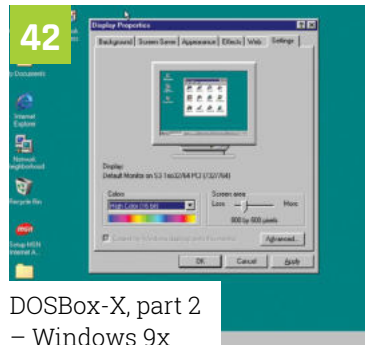 42
Display Properties
Background Screen Saver Appearance Effects Web Settings
My Documents
Internet
Explorer
Network
Neighborhood
Recycle Bin
msn
Setup MSN
Internet A...
Display:
Default Monitor on S3 Trio32/64 PCI (732/764)
Colors
High Color (16 bit)
Screen area
Less More
800 by 600 pixels
OK Cancel Apply
Advanced...
DOSBox-X, part 2
– Windows 9x